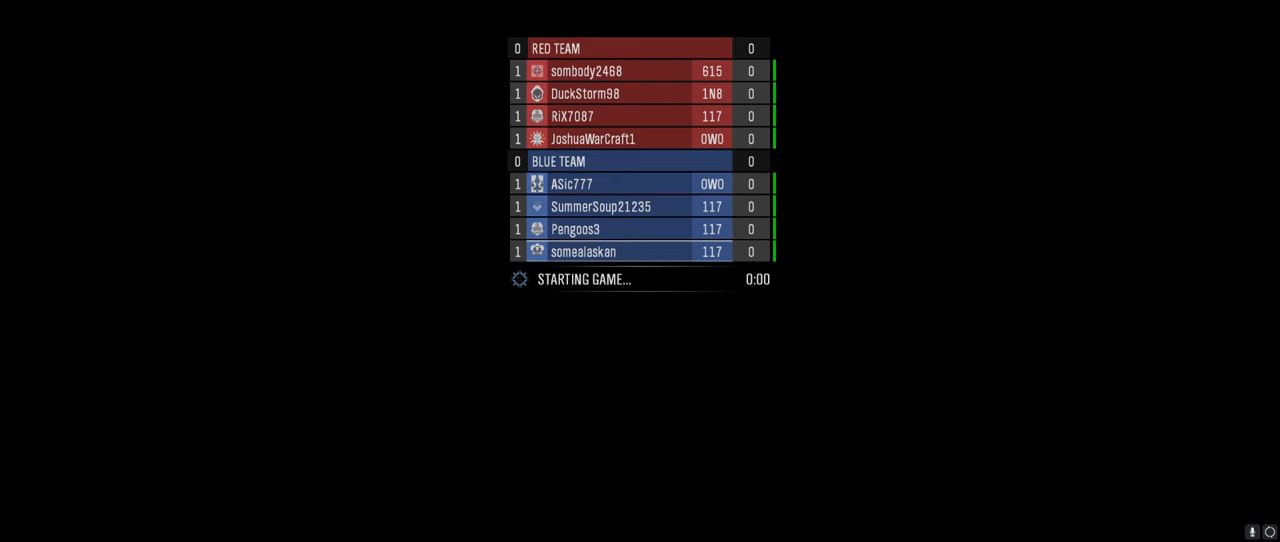 0 RED TEAM 0
1 sombody2468 615 0
1 DuckStorm98 1N8 0
1 RiX7087 117 0
1 JoshuaWarCraft1 0W0 0
0 BLUE TEAM 0
1 ASic777 0W0 0
1 SummerSoup21235 117 0
1 Pengoos3 117 0
1 somealaskan 117 0
STARTING GAME... 0:00